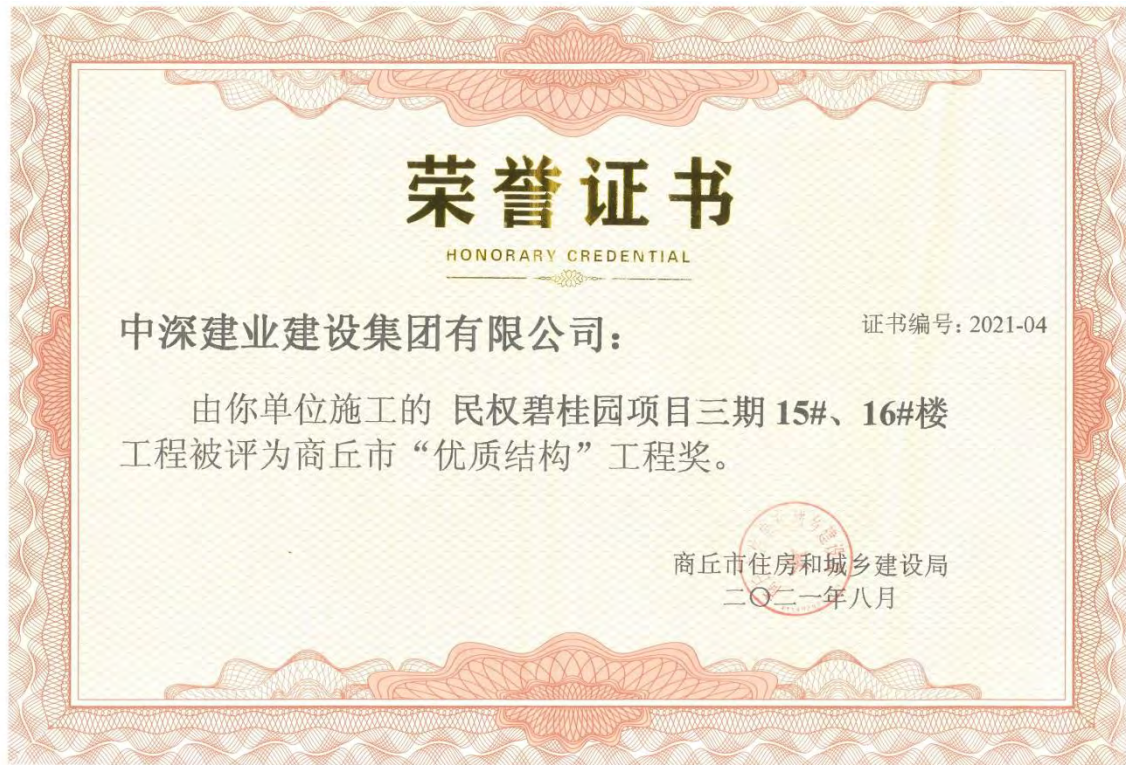 荣誉证书
HONORARY CREDENTIAL
中深建业建设集团有限公司：
证书编号：2021-04
由你单位施工的 民权碧桂园项目三期 15#、16#楼
工程被评为商丘市“优质结构”工程奖。
商丘市住房和城乡建设局
二〇二一年八月